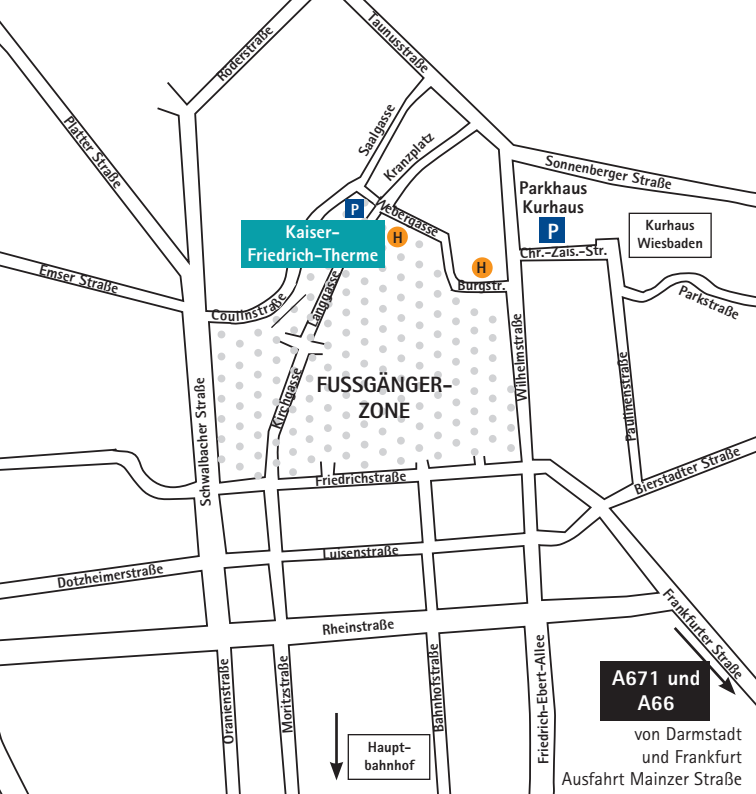 Röderstraße
Taunusstraße
Platter Straße
Saalgasse
Kranzplatz
Sonnenberger Straße
Parkhaus
Kurhaus
P
P
Webergasse
H
Kaiser-
Friedrich-Therme
Kurhaus
Wiesbaden
Chr.-Zais.-Str.
H
Burgstr.
Emser Straße
Coulinstraße
Langgasse
Parkstraße
Wilhelmstraße
FUSSGÄNGER-
ZONE
Kirchgasse
Paulinenstraße
Schwalbacher Straße
Friedrichstraße
Bierstadter Straße
Luisenstraße
Dotzheimerstraße
Rheinstraße
Frankfurter Straße
Oranienstraße
Moritzstraße
Bahnhofstraße
Friedrich-Ebert-Allee
A671 und
A66
von Darmstadt
und Frankfurt
Ausfahrt Mainzer Straße
Haupt-
bahnhof